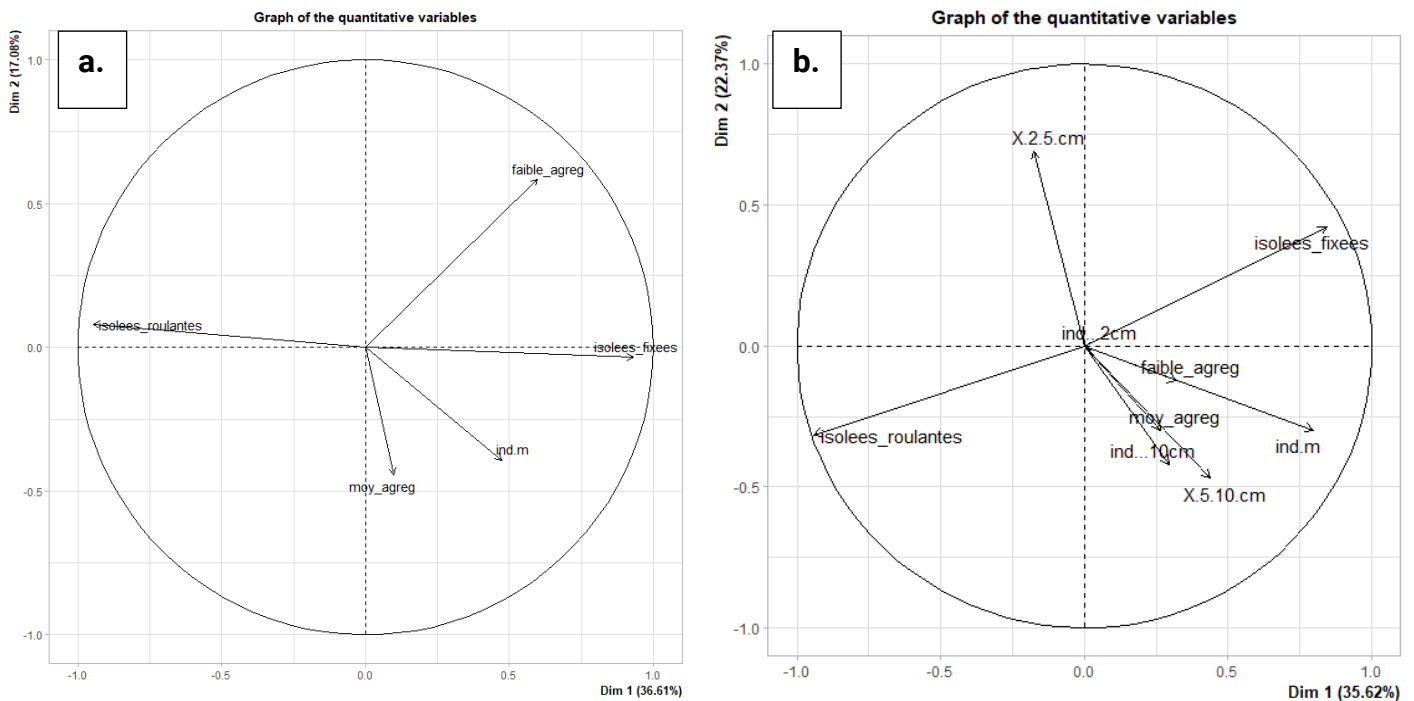 Graph of the quantitative variables
a.
Dim 2 (17.08%)
1.0
0.5
0.0
-0.5
-1.0
faible_agreg
isolees_roulantes
isolees_fixees
ind.m
moy_agreg
-1.0
-0.5
0.0
0.5
1.0
Dim 1 (36.61%)
Graph of the quantitative variables
b.
Dim 2 (22.37%)
1.0
0.5
0.0
-0.5
-1.0
X.2.5.cm
isolees_fixees
ind...2cm
faible_agreg
moy_agreg
isolees_roulantes
ind.m
ind...10cm
X.5.10.cm
-1.0
-0.5
0.0
0.5
1.0
Dim 1 (35.62%)